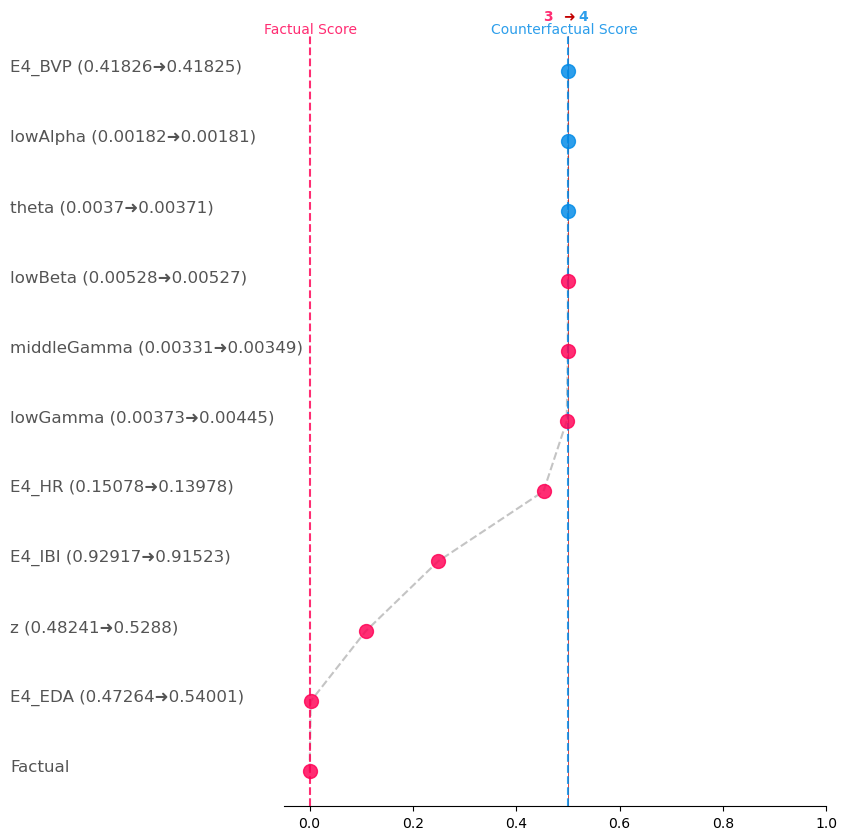 3 ➜ 4
Factual Score Counterfactual Score
E4_BVP (0.41826➜0.41825)
lowAlpha (0.00182➜0.00181)
theta (0.0037➜0.00371)
lowBeta (0.00528➜0.00527)
middleGamma (0.00331➜0.00349)
lowGamma (0.00373➜0.00445)
E4_HR (0.15078➜0.13978)
E4_IBI (0.92917➜0.91523)
z (0.48241➜0.5288)
E4_EDA (0.47264➜0.54001)
Factual
0.0 0.2 0.4 0.6 0.8 1.0